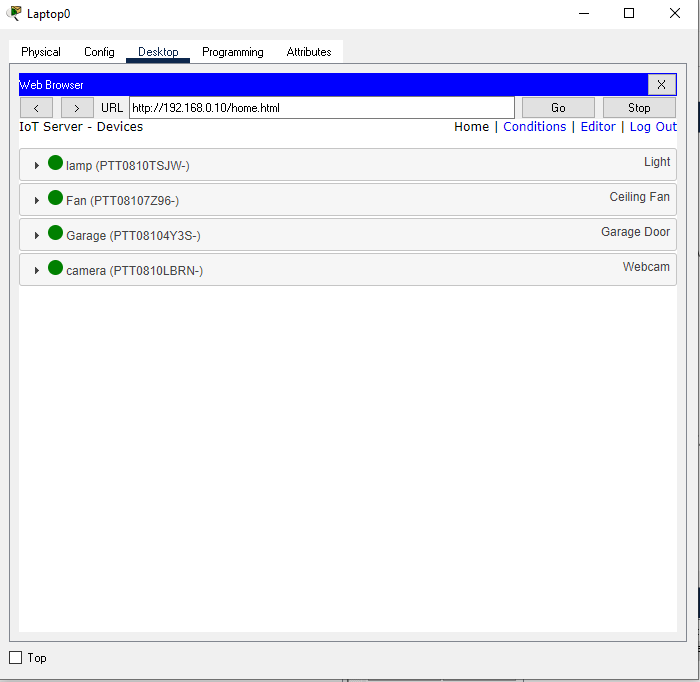 Laptop0
Physical Config Desktop Programming Attributes
Web Browser X
< > URL http://192.168.0.10/home.html Go Stop
IoT Server - Devices Home | Conditions | Editor | Log Out
lamp (PTT0810TSJW-) Light
Fan (PTT08107Z96-) Ceiling Fan
Garage (PTT08104Y3S-) Garage Door
camera (PTT0810LBRN-) Webcam
Top